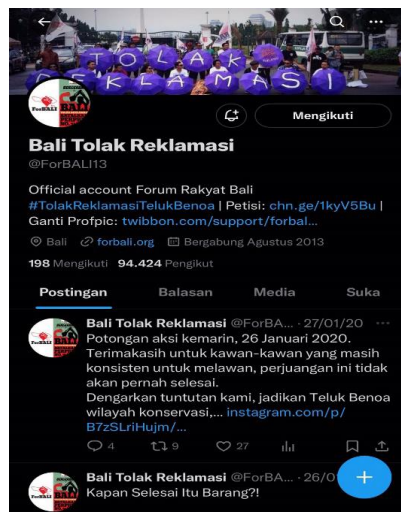 TOLAK
REKLAMASI
ForBALI
BALI
Mengikuti
Bali Tolak Reklamasi
@ForBALI13
Official account Forum Rakyat Bali
#TolakReklamasiTelukBenoa | Petisi: chn.ge/1kyV5Bu |
Ganti Profpic: twibbon.com/support/forbal...
Bali forbali.org Bergabung Agustus 2013
198 Mengikuti 94.424 Pengikut
Postingan Balasan Media Suka
Bali Tolak Reklamasi @ForBA... · 27/01/20
Potongan aksi kemarin, 26 Januari 2020.
Terimakasih untuk kawan-kawan yang masih
konsisten untuk melawan, perjuangan ini tidak
akan pernah selesai.
Dengarkan tuntutan kami, jadikan Teluk Benoa
wilayah konservasi,... instagram.com/p/
B7zSLriHujm/...
4 9 27
Bali Tolak Reklamasi @ForBA... · 26/0
Kapan Selesai Itu Barang?!